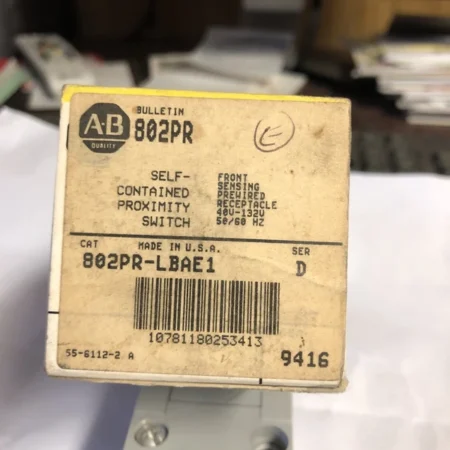 A-B
QUALITY
BULLETIN
802PR
E
SELF-
CONTAINED
PROXIMITY
SWITCH
FRONT
SENSING
PREWIRED
RECEPTACLE
40V-132V
50/60 HZ
CAT
MADE IN U.S.A.
SER
802PR-LBAE1
D
10781180253413
55-6112-2 A
9416